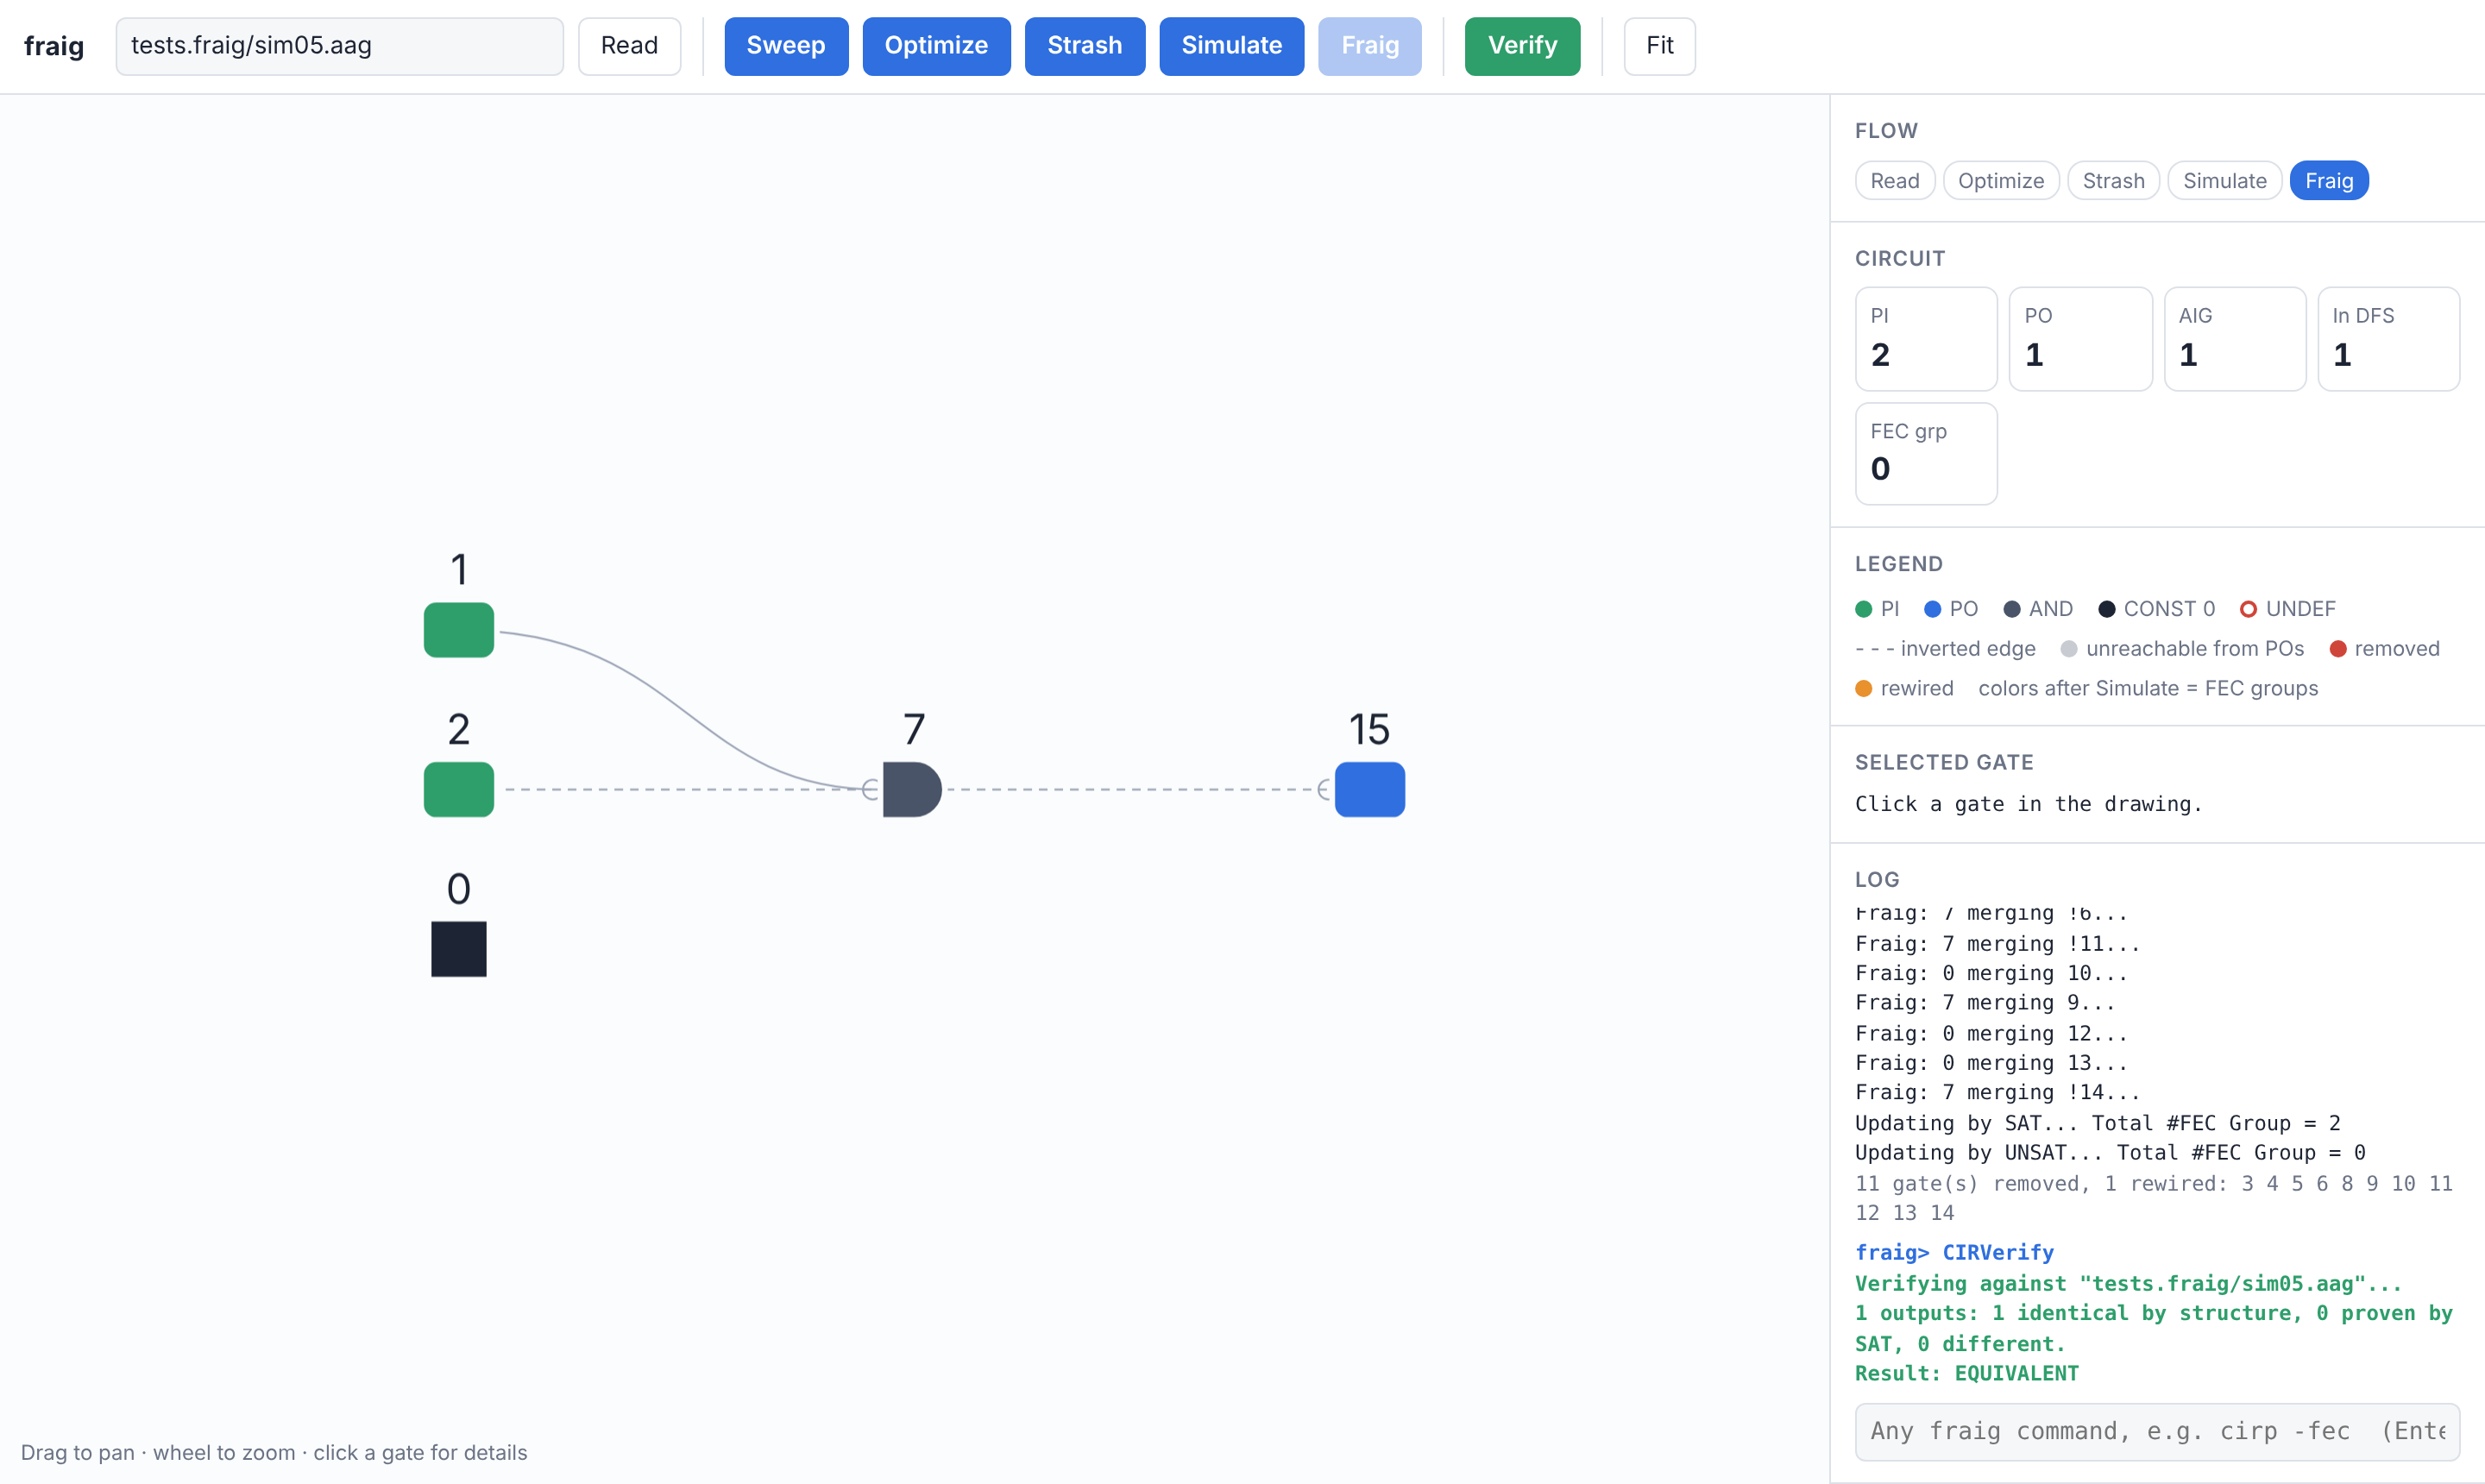 fraig
tests.fraig/sim05.aag
Read
Sweep
Optimize
Strash
Simulate
Fraig
Verify
Fit
1
2
7
15
0
Drag to pan · wheel to zoom · click a gate for details
FLOW
Read
Optimize
Strash
Simulate
Fraig
CIRCUIT
PI
2
PO
1
AIG
1
In DFS
1
FEC grp
0
LEGEND
PI
PO
AND
CONST 0
UNDEF
- - - inverted edge
unreachable from POs
removed
rewired
colors after Simulate = FEC groups
SELECTED GATE
Click a gate in the drawing.
LOG
Fraig: 7 merging !6...
Fraig: 7 merging !11...
Fraig: 0 merging 10...
Fraig: 7 merging 9...
Fraig: 0 merging 12...
Fraig: 0 merging 13...
Fraig: 7 merging !14...
Updating by SAT... Total #FEC Group = 2
Updating by UNSAT... Total #FEC Group = 0
11 gate(s) removed, 1 rewired: 3 4 5 6 8 9 10 11
12 13 14
fraig> CIRVerify
Verifying against "tests.fraig/sim05.aag"...
1 outputs: 1 identical by structure, 0 proven by
SAT, 0 different.
Result: EQUIVALENT
Any fraig command, e.g. cirp -fec (Ente